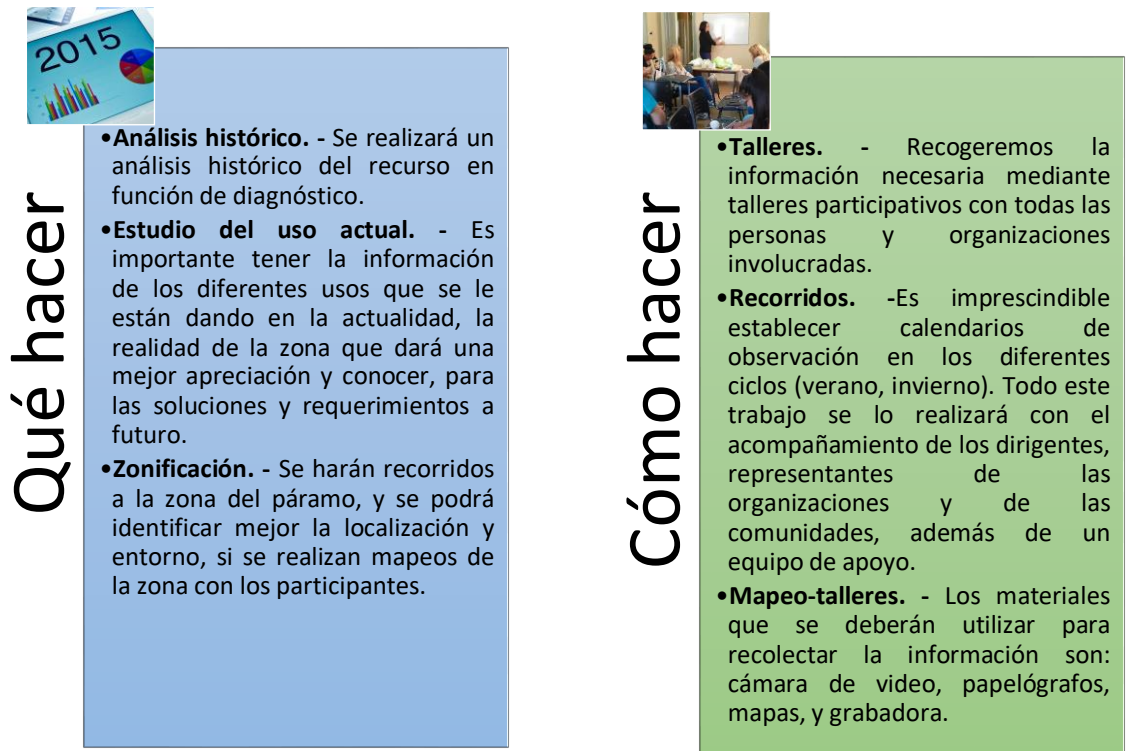 2015
Qué hacer
•Análisis histórico. - Se realizará un
análisis histórico del recurso en
función de diagnóstico.
•Estudio del uso actual. - Es
importante tener la información
de los diferentes usos que se le
están dando en la actualidad, la
realidad de la zona que dará una
mejor apreciación y conocer, para
las soluciones y requerimientos a
futuro.
•Zonificación. - Se harán recorridos
a la zona del páramo, y se podrá
identificar mejor la localización y
entorno, si se realizan mapeos de
la zona con los participantes.
Cómo hacer
•Talleres. - Recogeremos la
información necesaria mediante
talleres participativos con todas las
personas y organizaciones
involucradas.
•Recorridos. -Es imprescindible
establecer calendarios de
observación en los diferentes
ciclos (verano, invierno). Todo este
trabajo se lo realizará con el
acompañamiento de los dirigentes,
representantes de las
organizaciones y de las
comunidades, además de un
equipo de apoyo.
•Mapeo-talleres. - Los materiales
que se deberán utilizar para
recolectar la información son:
cámara de video, papelógrafos,
mapas, y grabadora.